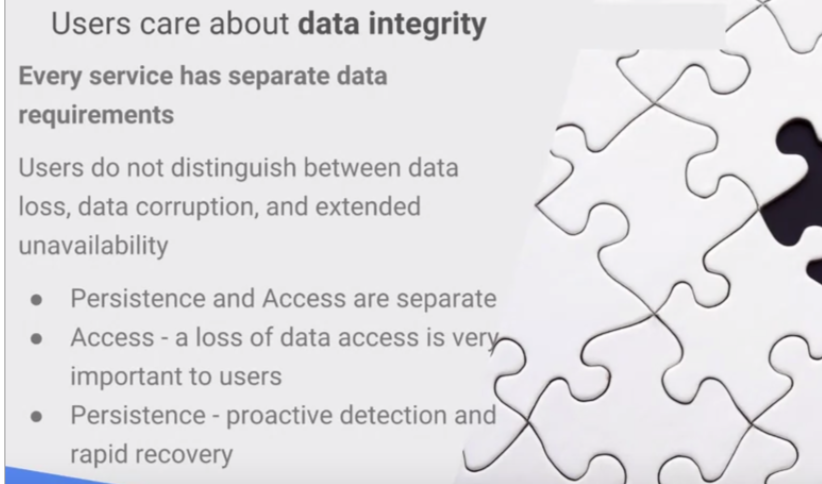 Users care about data integrity
Every service has separate data
requirements
Users do not distinguish between data
loss, data corruption, and extended
unavailability
● Persistence and Access are separate
● Access - a loss of data access is very
important to users
● Persistence - proactive detection and
rapid recovery